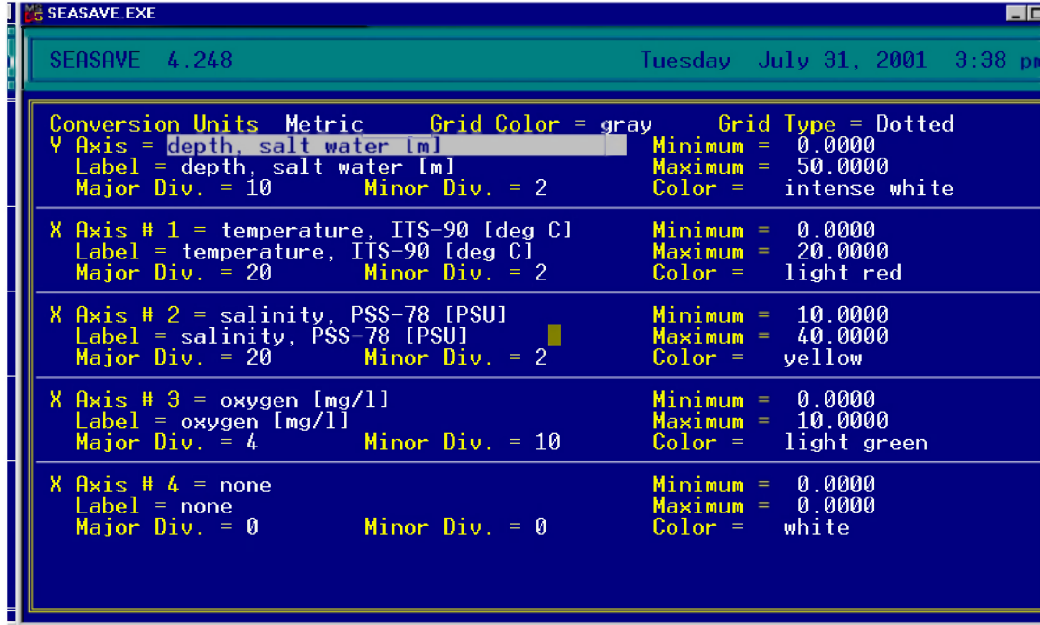 SEASAVE.EXE
SEASAVE 4.248 Tuesday July 31, 2001 3:38 pm
Conversion Units Metric Grid Color = gray Grid Type = Dotted
Y Axis = depth, salt water [m] Minimum = 0.0000
Label = depth, salt water [m] Maximum = 50.0000
Major Div. = 10 Minor Div. = 2 Color = intense white
X Axis # 1 = temperature, ITS-90 [deg C] Minimum = 0.0000
Label = temperature, ITS-90 [deg C] Maximum = 20.0000
Major Div. = 20 Minor Div. = 2 Color = light red
X Axis # 2 = salinity, PSS-78 [PSU] Minimum = 10.0000
Label = salinity, PSS-78 [PSU] Maximum = 40.0000
Major Div. = 20 Minor Div. = 2 Color = yellow
X Axis # 3 = oxygen [mg/l] Minimum = 0.0000
Label = oxygen [mg/l] Maximum = 10.0000
Major Div. = 4 Minor Div. = 10 Color = light green
X Axis # 4 = none Minimum = 0.0000
Label = none Maximum = 0.0000
Major Div. = 0 Minor Div. = 0 Color = white